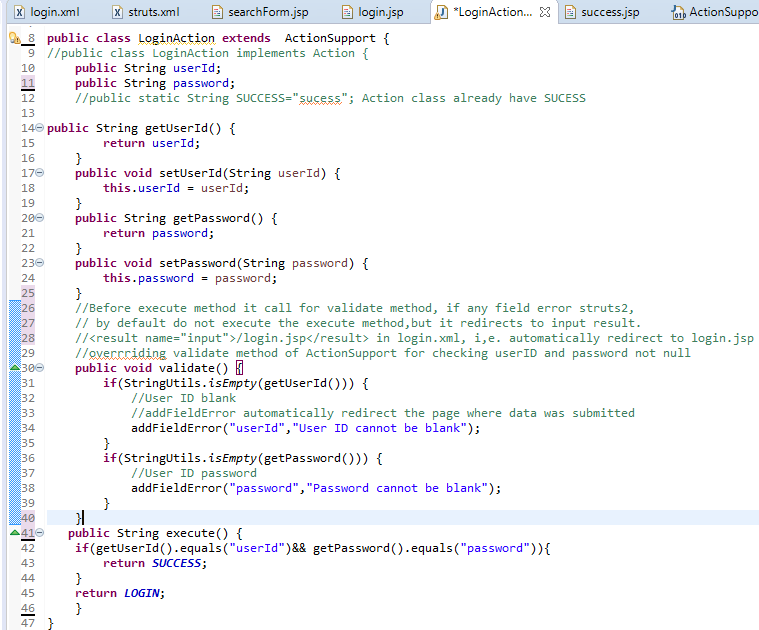 login.xml struts.xml searchForm.jsp login.jsp *LoginAction... success.jsp ActionSuppo
8 public class LoginAction extends ActionSupport {
9 //public class LoginAction implements Action {
10 public String userId;
11 public String password;
12 //public static String SUCCESS="sucess"; Action class already have SUCESS
13
14 public String getUserId() {
15 return userId;
16 }
17 public void setUserId(String userId) {
18 this.userId = userId;
19 }
20 public String getPassword() {
21 return password;
22 }
23 public void setPassword(String password) {
24 this.password = password;
25 }
26 //Before execute method it call for validate method, if any field error struts2,
27 // by default do not execute the execute method,but it redirects to input result.
28 //<result name="input">/login.jsp</result> in login.xml, i,e. automatically redirect to login.jsp
29 //overrriding validate method of ActionSupport for checking userID and password not null
30 public void validate() {
31 if(StringUtils.isEmpty(getUserId())) {
32 //User ID blank
33 //addFieldError automatically redirect the page where data was submitted
34 addFieldError("userId","User ID cannot be blank");
35 }
36 if(StringUtils.isEmpty(getPassword())) {
37 //User ID password
38 addFieldError("password","Password cannot be blank");
39 }
40 }
41 public String execute() {
42 if(getUserId().equals("userId")&& getPassword().equals("password")){
43 return SUCCESS;
44 }
45 return LOGIN;
46 }
47 }